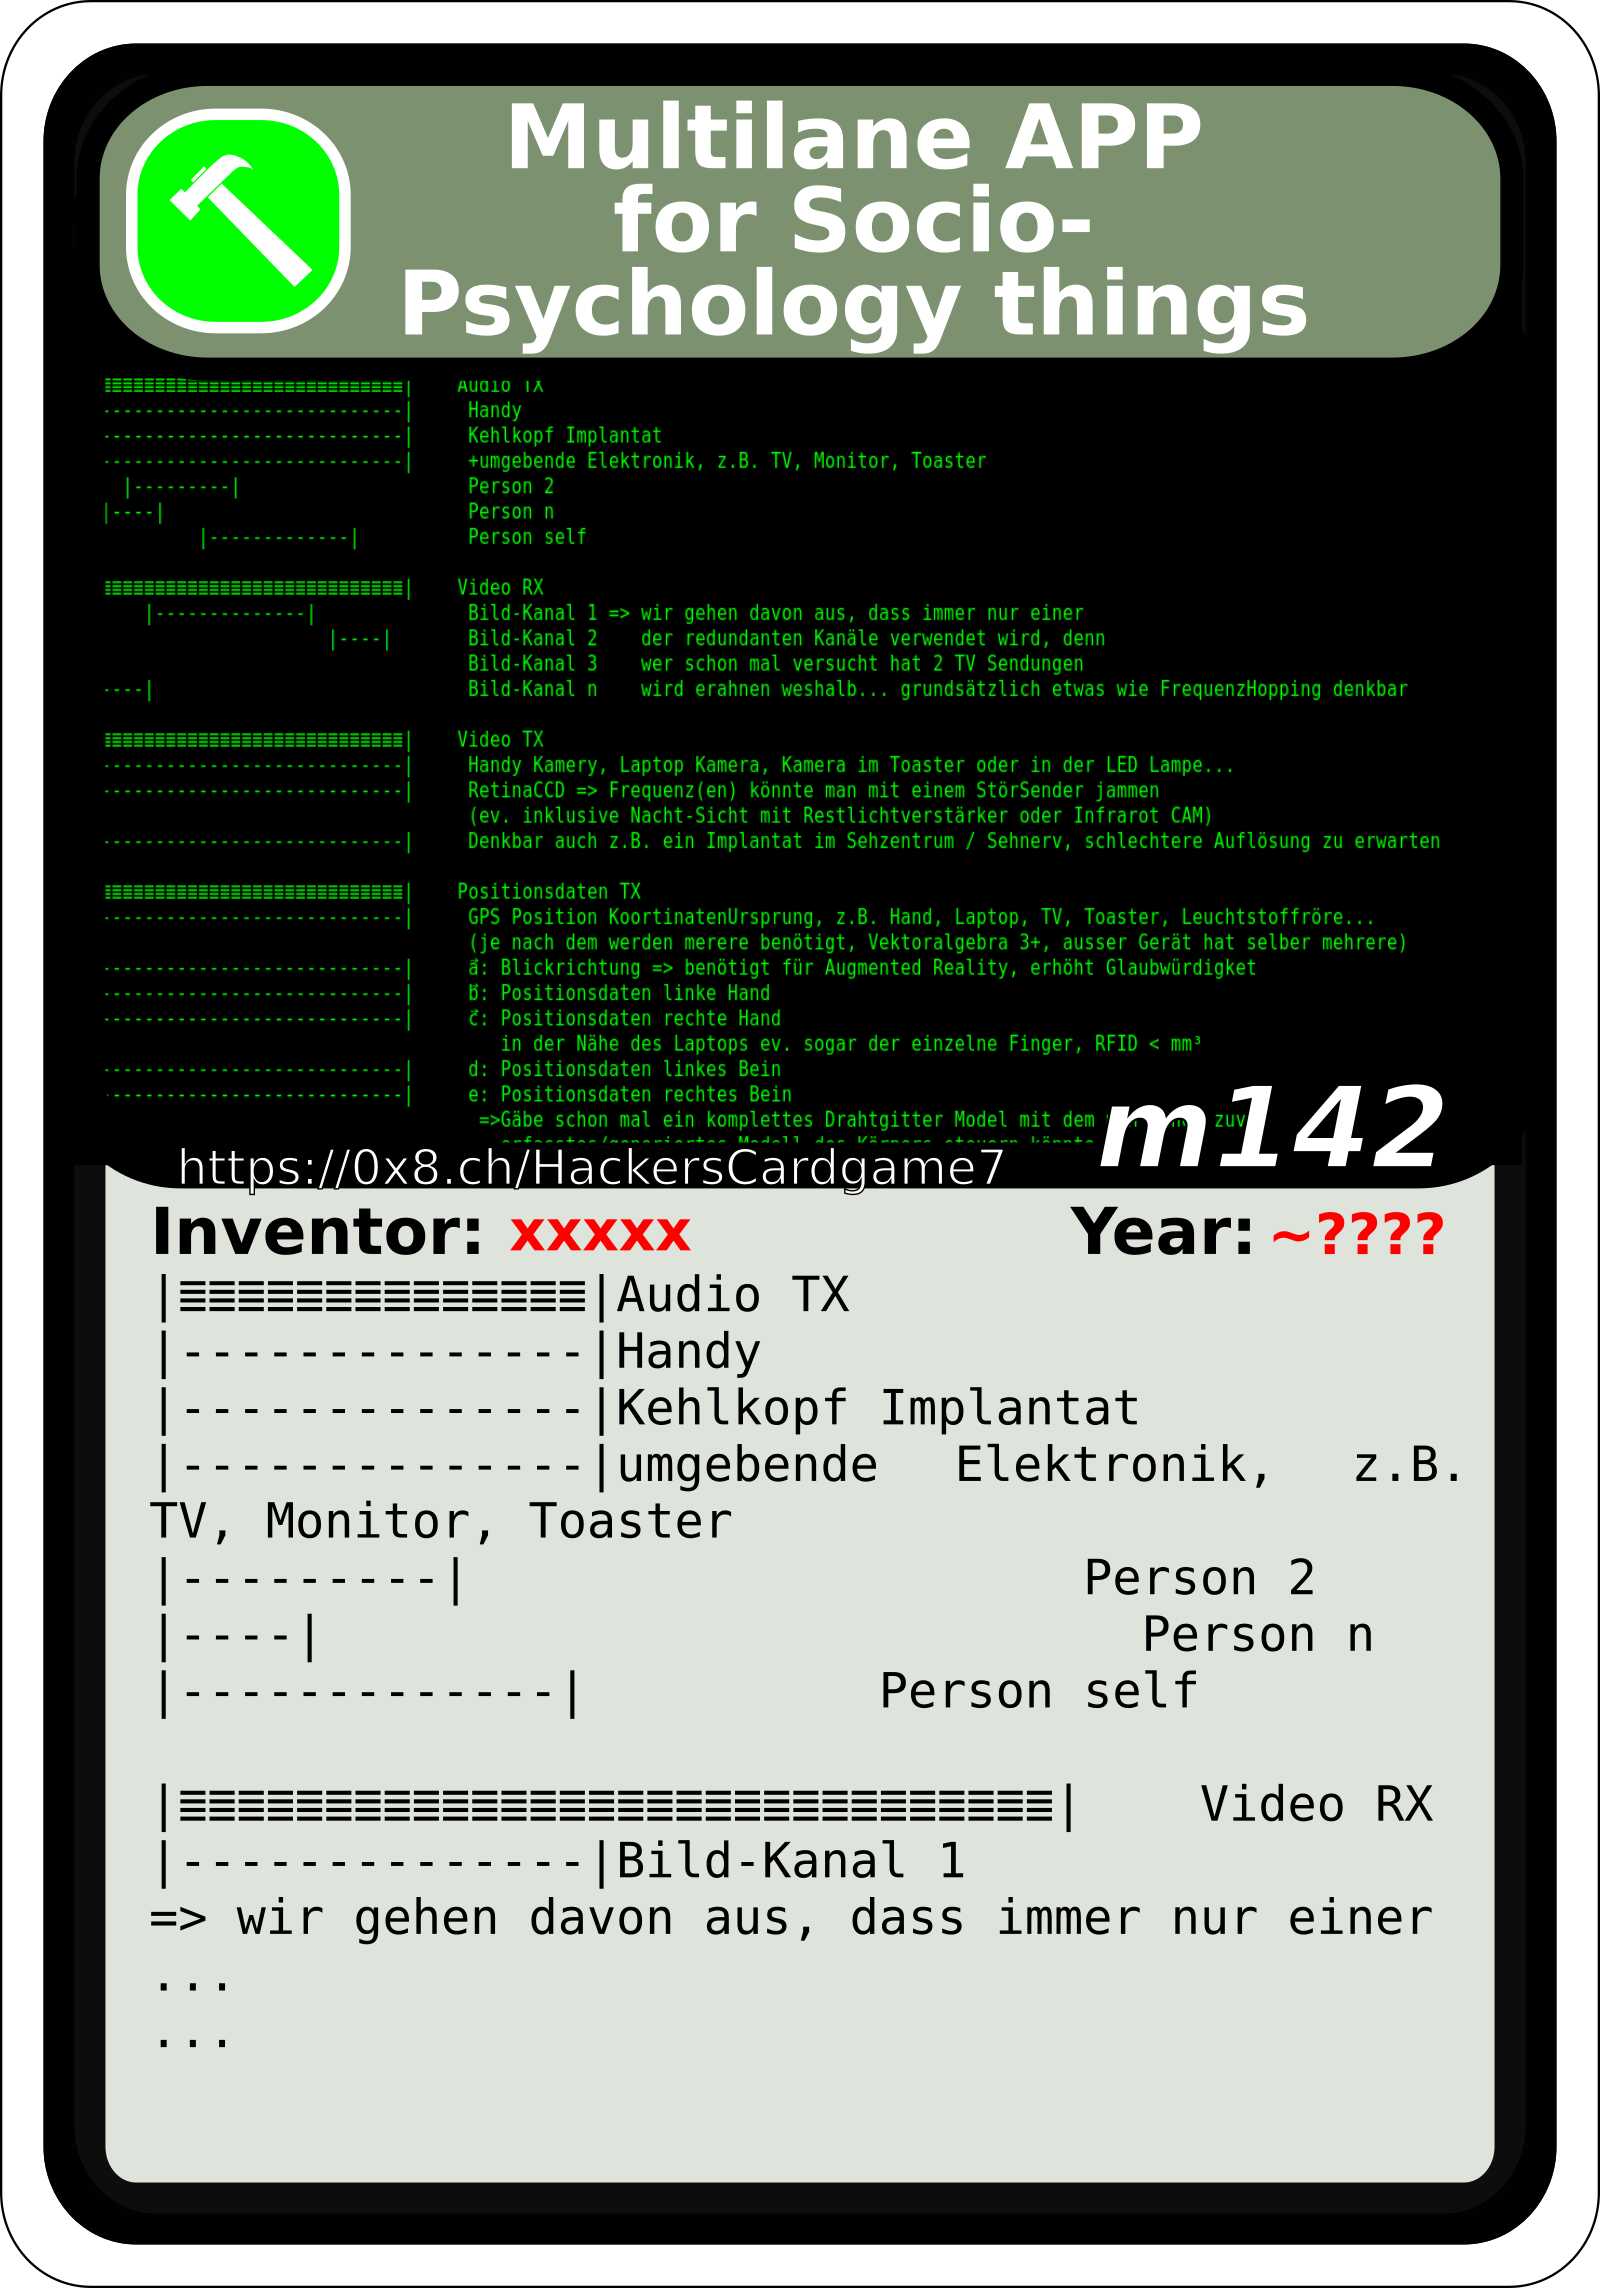 Multilane APP
for Socio-
Psychology things
≣≣≣≣≣≣≣≣≣≣≣≣≣≣≣≣≣≣≣≣≣≣≣≣≣≣≣≣| Audio TX
----------------------------| Handy
----------------------------| Kehlkopf Implantat
----------------------------| +umgebende Elektronik, z.B. TV, Monitor, Toaster
|---------| Person 2
|----| Person n
|-------------| Person self
≣≣≣≣≣≣≣≣≣≣≣≣≣≣≣≣≣≣≣≣≣≣≣≣≣≣≣≣| Video RX
|--------------| Bild-Kanal 1 => wir gehen davon aus, dass immer nur einer
|----| Bild-Kanal 2 der redundanten Kanäle verwendet wird, denn
Bild-Kanal 3 wer schon mal versucht hat 2 TV Sendungen
----| Bild-Kanal n wird erahnen weshalb... grundsätzlich etwas wie FrequenzHopping denkbar
≣≣≣≣≣≣≣≣≣≣≣≣≣≣≣≣≣≣≣≣≣≣≣≣≣≣≣≣| Video TX
----------------------------| Handy Kamery, Laptop Kamera, Kamera im Toaster oder in der LED Lampe...
----------------------------| RetinaCCD => Frequenz(en) könnte man mit einem StörSender jammen
(ev. inklusive Nacht-Sicht mit Restlichtverstärker oder Infrarot CAM)
----------------------------| Denkbar auch z.B. ein Implantat im Sehzentrum / Sehnerv, schlechtere Auflösung zu erwarten
≣≣≣≣≣≣≣≣≣≣≣≣≣≣≣≣≣≣≣≣≣≣≣≣≣≣≣≣| Positionsdaten TX
----------------------------| GPS Position KoortinatenUrsprung, z.B. Hand, Laptop, TV, Toaster, Leuchtstoffröre...
(je nach dem werden merere benötigt, Vektoralgebra 3+, ausser Gerät hat selber mehrere)
----------------------------| a⃗: Blickrichtung => benötigt für Augmented Reality, erhöht Glaubwürdigket
----------------------------| b⃗: Positionsdaten linke Hand
----------------------------| c⃗: Positionsdaten rechte Hand
in der Nähe des Laptops ev. sogar der einzelne Finger, RFID < mm³
----------------------------| d: Positionsdaten linkes Bein
----------------------------| e: Positionsdaten rechtes Bein
=>Gäbe schon mal ein komplettes Drahtgitter Model mit dem zuv
erfasstes/generiertes Modell des Körpers steuern könnte
m142
https://0x8.ch/HackersCardgame7
Inventor: xxxxx Year: ~????
|≣≣≣≣≣≣≣≣≣≣≣≣≣≣|Audio TX
|--------------|Handy
|--------------|Kehlkopf Implantat
|--------------|umgebende Elektronik, z.B.
TV, Monitor, Toaster
|---------| Person 2
|----| Person n
|-------------| Person self
|≣≣≣≣≣≣≣≣≣≣≣≣≣≣≣≣≣≣≣≣≣≣≣≣≣≣≣≣≣≣| Video RX
|--------------|Bild-Kanal 1
=> wir gehen davon aus, dass immer nur einer
...
...